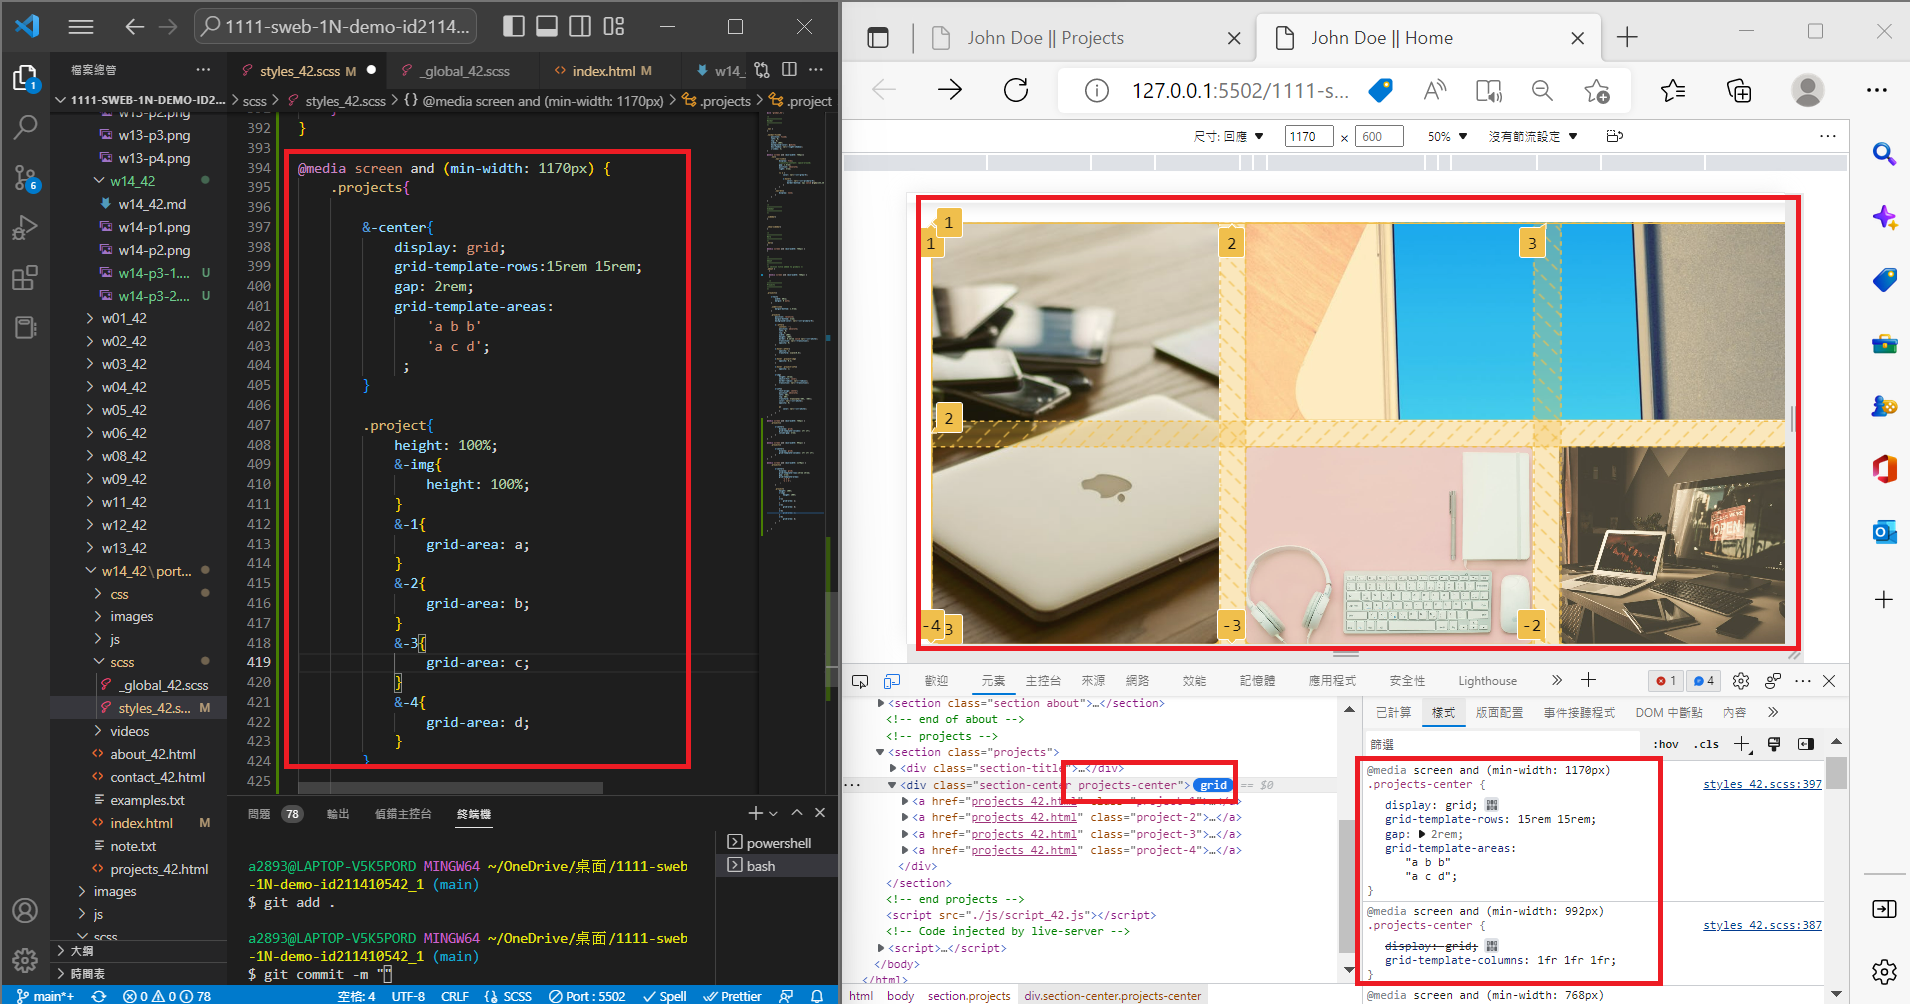 1111-sweb-1N-demo-id2114...
檔案總管
1111-SWEB-1N-DEMO-ID2...
w13-p2.png
w13-p3.png
w13-p4.png
w14_42
w14_42.md
w14-p1.png
w14-p2.png
w14-p3-1.... U
w14-p3-2.... U
w01_42
w02_42
w03_42
w04_42
w05_42
w06_42
w08_42
w09_42
w11_42
w12_42
w13_42
w14_42\port...
css
images
js
scss
_global_42.scss
styles_42.s... M
videos
about_42.html
contact_42.html
examples.txt
index.html M
note.txt
projects_42.html
images
js
scss
大綱
時間表
1
6
styles_42.scss M
_global_42.scss
index.html M
w14_
scss > styles_42.scss > {} @media screen and (min-width: 1170px) > .projects > .project
392 }
393
394 @media screen and (min-width: 1170px) {
395 .projects{
396
397 &-center{
398 display: grid;
399 grid-template-rows:15rem 15rem;
400 gap: 2rem;
401 grid-template-areas:
402 'a b b'
403 'a c d';
404 ;
405 }
406
407 .project{
408 height: 100%;
409 &-img{
410 height: 100%;
411 }
412 &-1{
413 grid-area: a;
414 }
415 &-2{
416 grid-area: b;
417 }
418 &-3{
419 grid-area: c;
420 }
421 &-4{
422 grid-area: d;
423 }
424 }
425
問題 78 輸出 偵錯主控台 終端機
powershell
bash
a2893@LAPTOP-V5K5PORD MINGW64 ~/OneDrive/桌面/1111-sweb
-1N-demo-id211410542_1 (main)
$ git add .
a2893@LAPTOP-V5K5PORD MINGW64 ~/OneDrive/桌面/1111-sweb
-1N-demo-id211410542_1 (main)
$ git commit -m ""
main*+ 0 0 78 空格: 4 UTF-8 CRLF {} SCSS Port : 5502 Spell Prettier
John Doe || Projects
John Doe || Home
127.0.0.1:5502/1111-s...
尺寸: 回應 1170 x 600 50% 沒有節流設定
1
1 2 3
2
OPEN
-4 3 -3 -2
歡迎 元素 主控台 來源 網路 效能 記憶體 應用程式 安全性 Lighthouse 1 4
<section class="section about">…</section>
<!-- end of about -->
<!-- projects -->
<section class="projects">
<div class="section-title">…</div>
<div class="section-center projects-center"> grid == $0
<a href="projects_42.html" class="project-1">…</a>
<a href="projects_42.html" class="project-2">…</a>
<a href="projects_42.html" class="project-3">…</a>
<a href="projects_42.html" class="project-4">…</a>
</div>
</section>
<!-- end projects -->
<script src="./js/script_42.js"></script>
<!-- Code injected by live-server -->
<script>…</script>
</body>
</html>
html body section.projects div.section-center.projects-center
已計算 樣式 版面配置 事件接聽程式 DOM 中斷點 內容
篩選 :hov .cls
@media screen and (min-width: 1170px)
.projects-center { styles_42.scss:397
display: grid;
grid-template-rows: 15rem 15rem;
gap: 2rem;
grid-template-areas:
"a b b"
"a c d";
}
@media screen and (min-width: 992px)
.projects-center { styles_42.scss:387
display: grid;
grid-template-columns: 1fr 1fr 1fr;
}
@media screen and (min-width: 768px)